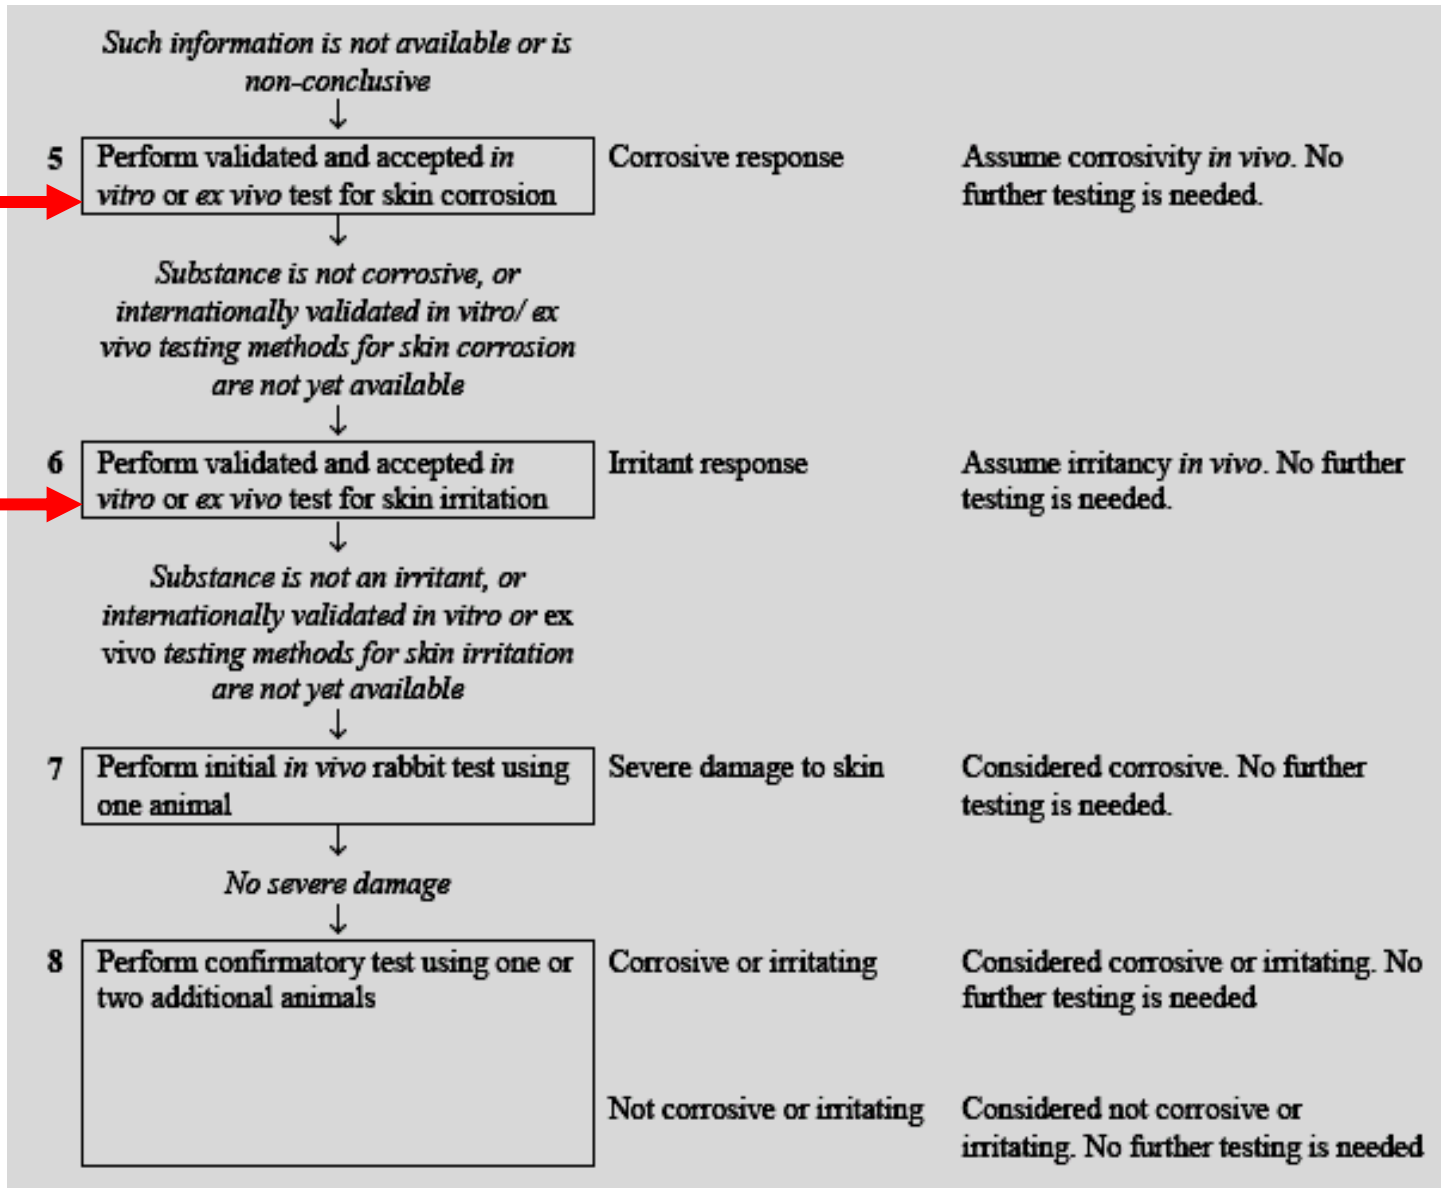 Such information is not available or is
non-conclusive
↓
5 Perform validated and accepted in Corrosive response Assume corrosivity in vivo. No
vitro or ex vivo test for skin corrosion further testing is needed.
↓
Substance is not corrosive, or
internationally validated in vitro/ ex
vivo testing methods for skin corrosion
are not yet available
↓
6 Perform validated and accepted in Irritant response Assume irritancy in vivo. No further
vitro or ex vivo test for skin irritation testing is needed.
↓
Substance is not an irritant, or
internationally validated in vitro or ex
vivo testing methods for skin irritation
are not yet available
↓
7 Perform initial in vivo rabbit test using Severe damage to skin Considered corrosive. No further
one animal testing is needed.
↓
No severe damage
↓
8 Perform confirmatory test using one or Corrosive or irritating Considered corrosive or irritating. No
two additional animals further testing is needed
Not corrosive or irritating Considered not corrosive or
irritating. No further testing is needed